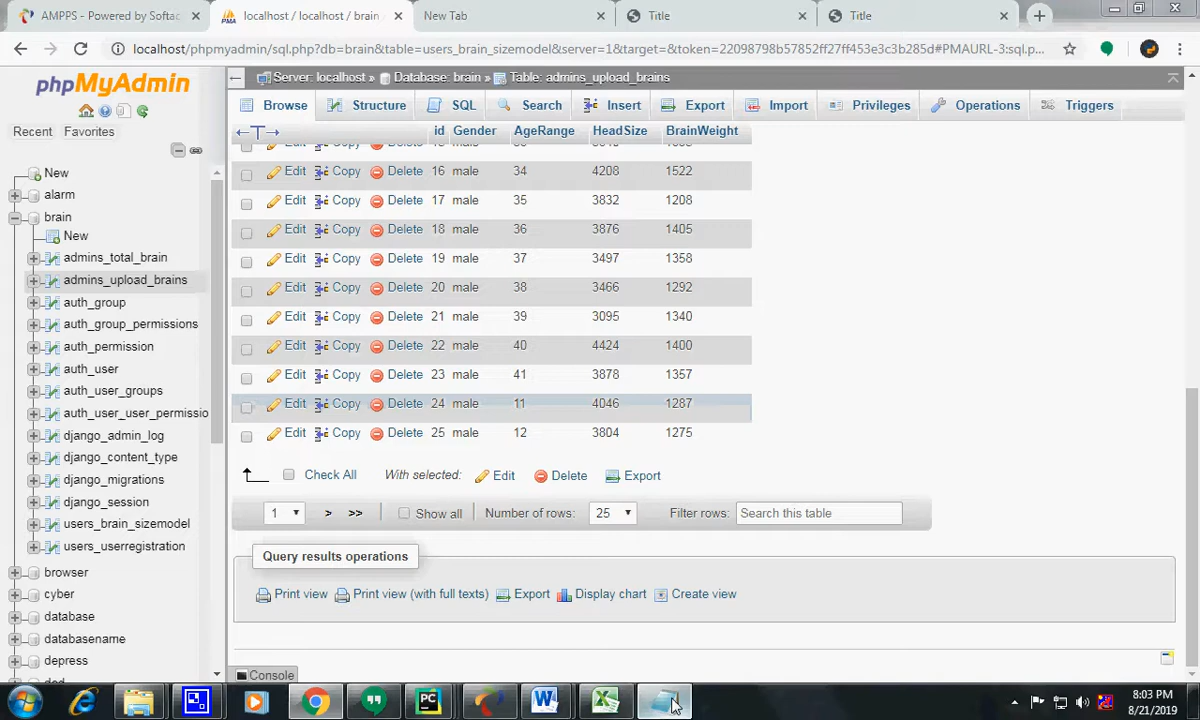 AMPPS - Powered by Softac
localhost / localhost / brain
New Tab
Title
Title
localhost/phpmyadmin/sql.php?db=brain&table=users_brain_sizemodel&server=1&target=&token=22098798b57852ff27ff453e3c3b285d#PMAURL-3:sql.p...
phpMyAdmin
Recent Favorites
New
alarm
brain
New
admins_total_brain
admins_upload_brains
auth_group
auth_group_permissions
auth_permission
auth_user
auth_user_groups
auth_user_user_permissio
django_admin_log
django_content_type
django_migrations
django_session
users_brain_sizemodel
users_userregistration
browser
cyber
database
databasename
depress
Server: localhost » Database: brain » Table: admins_upload_brains
Browse Structure SQL Search Insert Export Import Privileges Operations Triggers
id Gender AgeRange HeadSize BrainWeight
Edit Copy Delete 16 male 34 4208 1522
Edit Copy Delete 17 male 35 3832 1208
Edit Copy Delete 18 male 36 3876 1405
Edit Copy Delete 19 male 37 3497 1358
Edit Copy Delete 20 male 38 3466 1292
Edit Copy Delete 21 male 39 3095 1340
Edit Copy Delete 22 male 40 4424 1400
Edit Copy Delete 23 male 41 3878 1357
Edit Copy Delete 24 male 11 4046 1287
Edit Copy Delete 25 male 12 3804 1275
Check All With selected: Edit Delete Export
1 > >> Show all Number of rows: 25 Filter rows: Search this table
Query results operations
Print view Print view (with full texts) Export Display chart Create view
Console
8:03 PM
8/21/2019